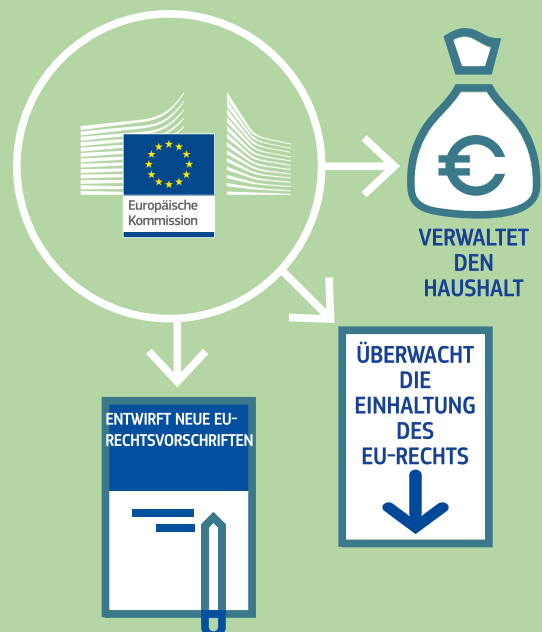 Europäische
Kommission
€
VERWALTET
DEN
HAUSHALT
ÜBERWACHT
DIE
EINHALTUNG
DES
EU-RECHTS
ENTWIRFT NEUE EU-
RECHTSVORSCHRIFTEN